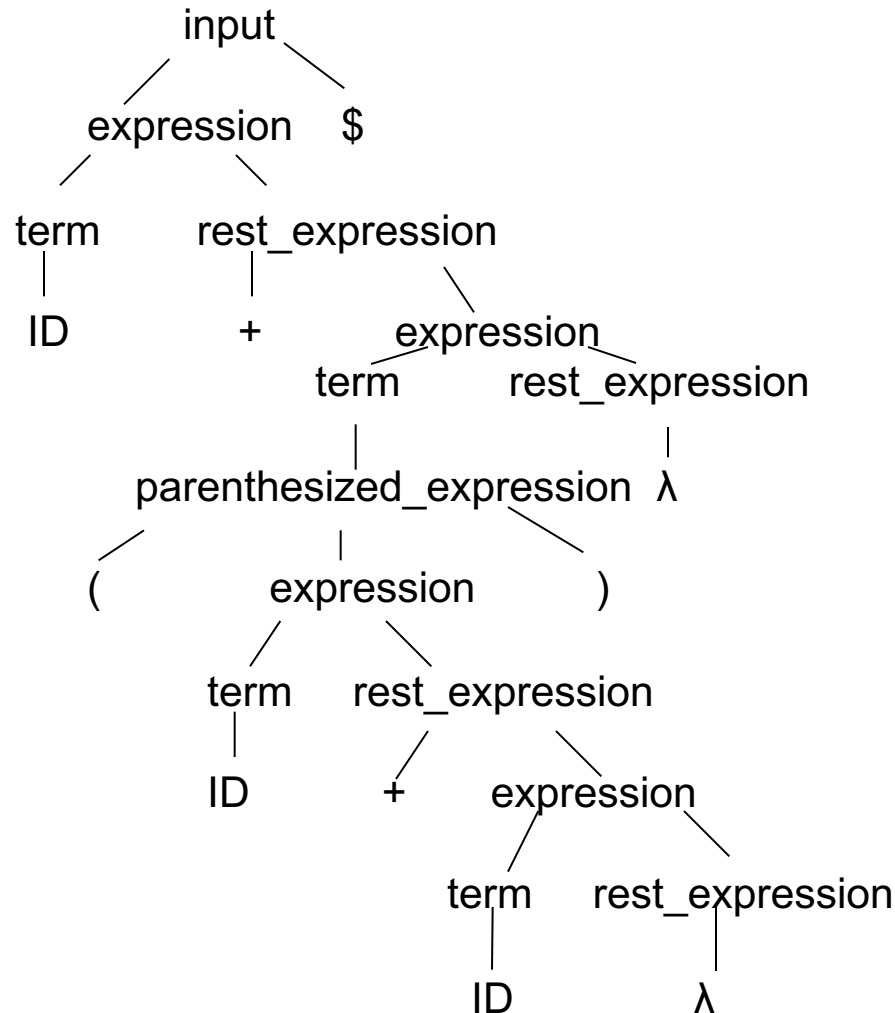 input
expression $
term rest_expression
ID + expression
term rest_expression
parenthesized_expression λ
( expression )
term rest_expression
ID + expression
term rest_expression
ID λ